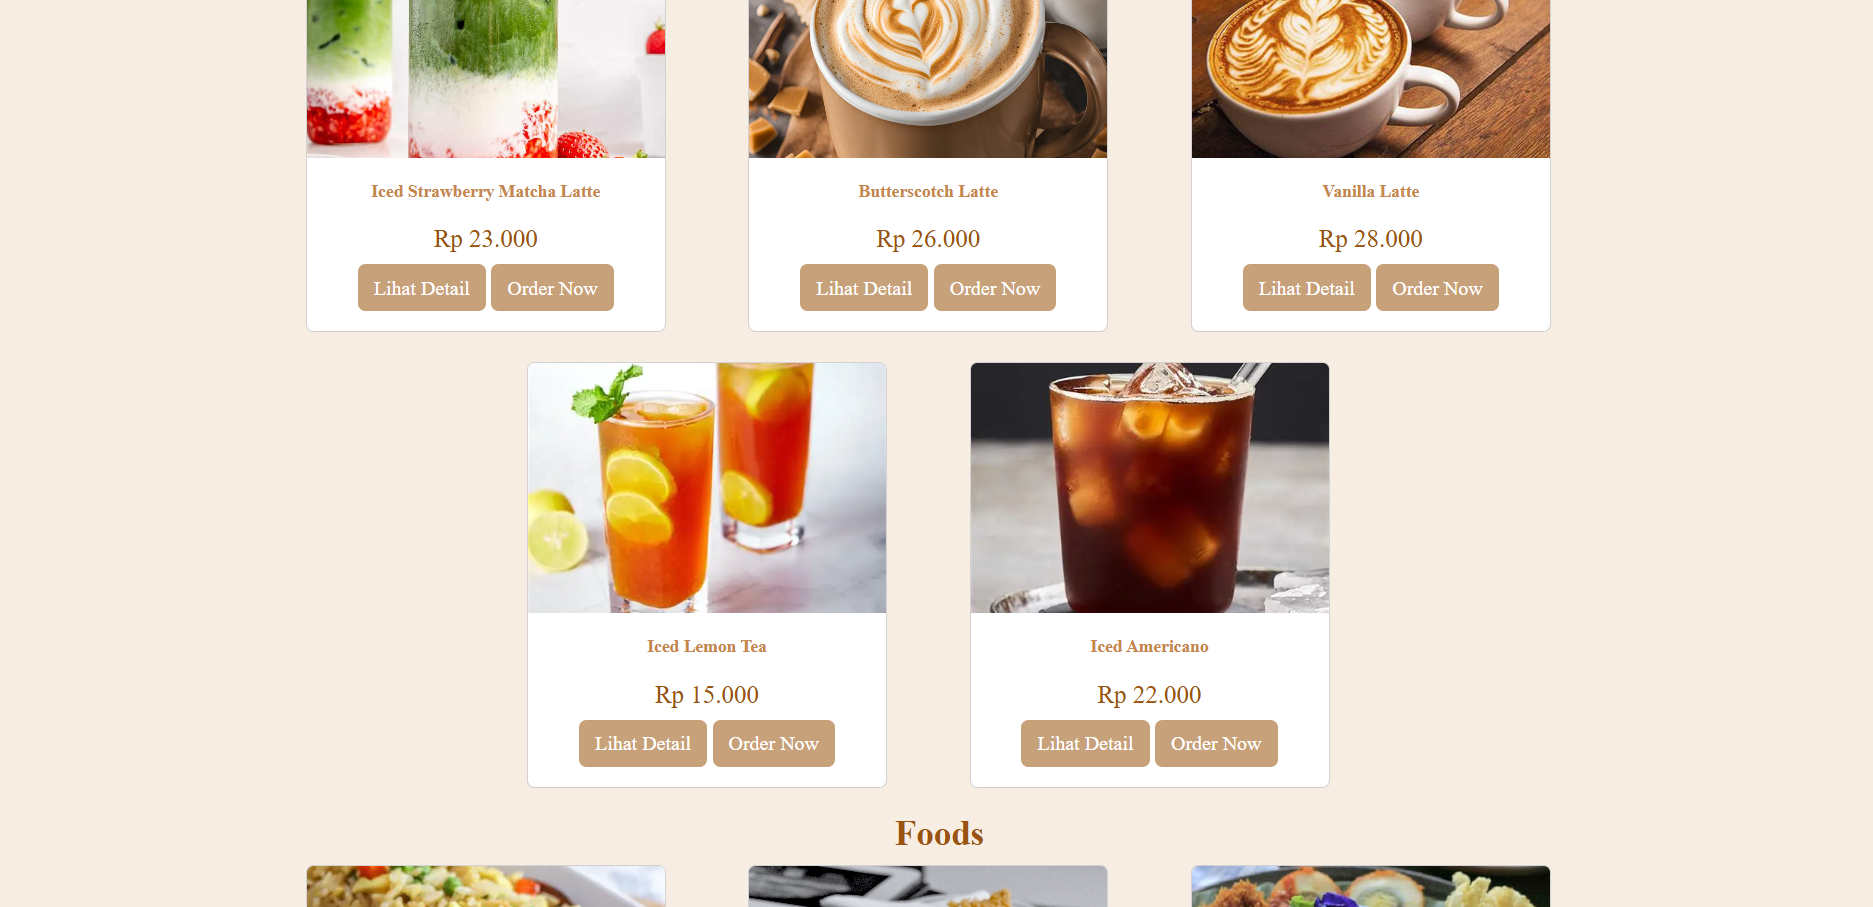 Iced Strawberry Matcha Latte
Rp 23.000
Lihat Detail Order Now
Butterscotch Latte
Rp 26.000
Lihat Detail Order Now
Vanilla Latte
Rp 28.000
Lihat Detail Order Now
Iced Lemon Tea
Rp 15.000
Lihat Detail Order Now
Iced Americano
Rp 22.000
Lihat Detail Order Now
Foods